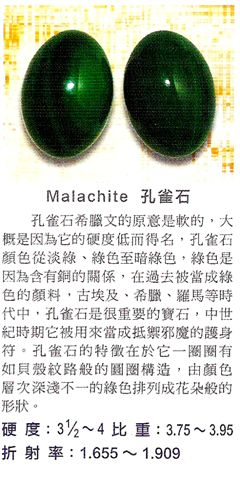 Malachite 孔雀石
孔雀石希臘文的原意是軟的，大
概是因為它的硬度低而得名，孔雀石
顏色從淡綠、綠色至暗綠色，綠色是
因為含有銅的關係，在過去被當成綠
色的顏料，古埃及、希臘、羅馬等時
代中，孔雀石是很重要的寶石，中世
紀時期它被用來當成抵禦邪魔的護身
符。孔雀石的特徵在於它一圈圈有
如貝殼紋路般的圓圈構造，由顏色
層次深淺不一的綠色排列成花朵般的
形狀。
硬度：3½～4 比重：3.75～3.95
折射率：1.655～1.909